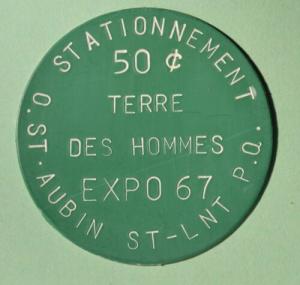 STATIONNEMENT
50 ¢
TERRE
DES HOMMES
EXPO 67
O. ST-AUBIN ST-LNT P.Q.